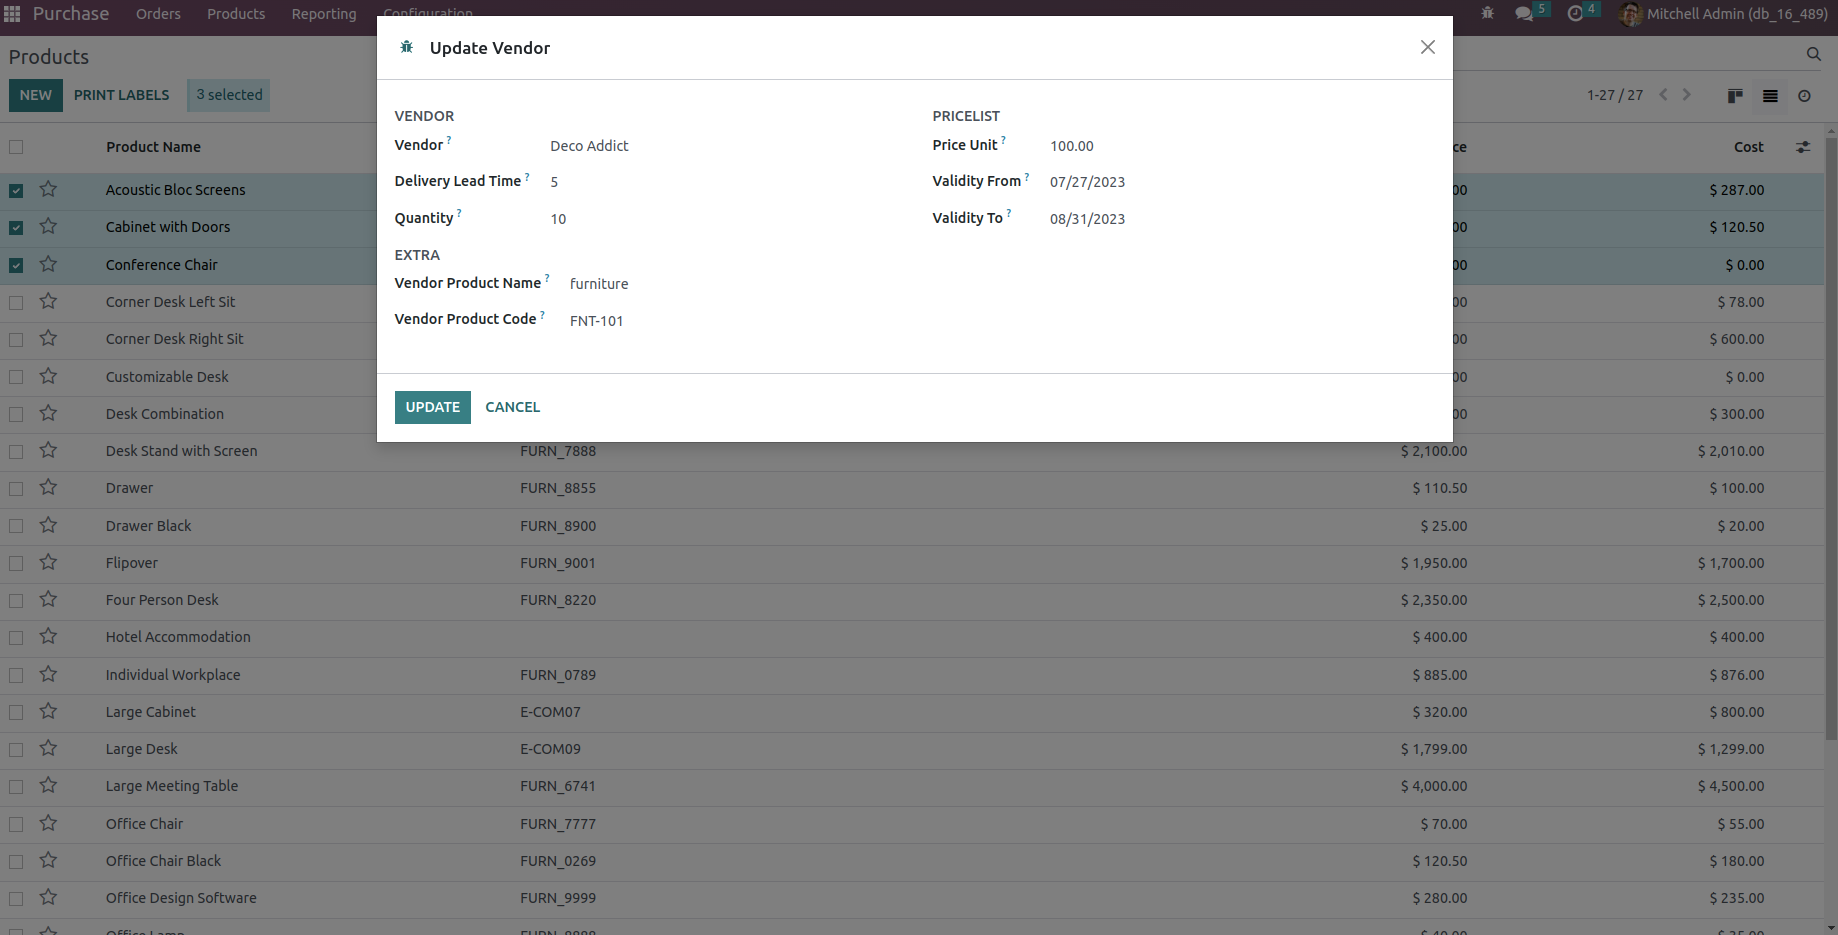 Purchase Orders Products Reporting Configuration 5 4 Mitchell Admin (db_16_489)
Update Vendor
Products
NEW PRINT LABELS 3 selected 1-27 / 27
VENDOR PRICELIST
Vendor ? Deco Addict Price Unit ? 100.00
Delivery Lead Time ? 5 Validity From ? 07/27/2023
Quantity ? 10 Validity To ? 08/31/2023
EXTRA
Vendor Product Name ? furniture
Vendor Product Code ? FNT-101
UPDATE CANCEL
Product Name ce Cost
Acoustic Bloc Screens 00 $ 287.00
Cabinet with Doors 00 $ 120.50
Conference Chair 00 $ 0.00
Corner Desk Left Sit 00 $ 78.00
Corner Desk Right Sit 00 $ 600.00
Customizable Desk 00 $ 0.00
Desk Combination 00 $ 300.00
Desk Stand with Screen FURN_7888 $ 2,100.00 $ 2,010.00
Drawer FURN_8855 $ 110.50 $ 100.00
Drawer Black FURN_8900 $ 25.00 $ 20.00
Flipover FURN_9001 $ 1,950.00 $ 1,700.00
Four Person Desk FURN_8220 $ 2,350.00 $ 2,500.00
Hotel Accommodation $ 400.00 $ 400.00
Individual Workplace FURN_0789 $ 885.00 $ 876.00
Large Cabinet E-COM07 $ 320.00 $ 800.00
Large Desk E-COM09 $ 1,799.00 $ 1,299.00
Large Meeting Table FURN_6741 $ 4,000.00 $ 4,500.00
Office Chair FURN_7777 $ 70.00 $ 55.00
Office Chair Black FURN_0269 $ 120.50 $ 180.00
Office Design Software FURN_9999 $ 280.00 $ 235.00
Office Lamp FURN_8888 $ 40.00 $ 35.00